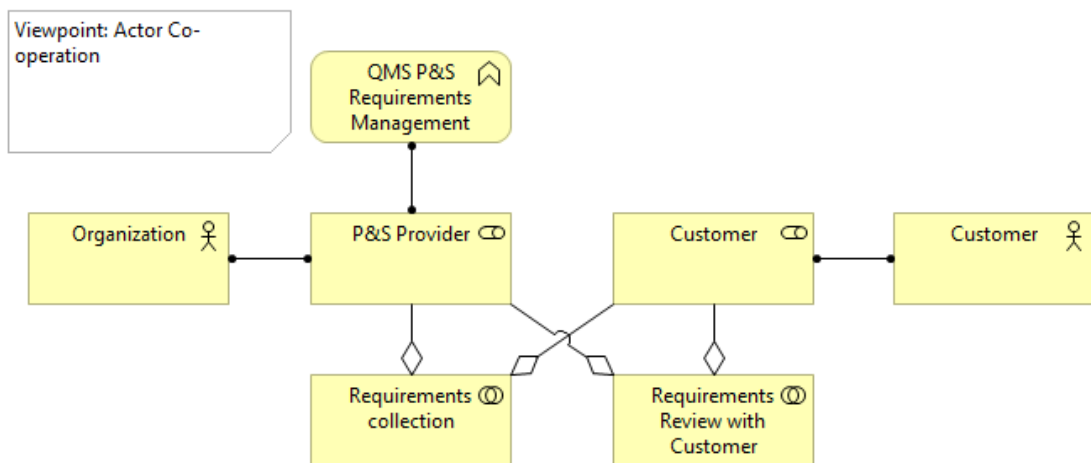 Viewpoint: Actor Co-
operation
QMS P&S
Requirements
Management
Organization
P&S Provider
Customer
Customer
Requirements
collection
Requirements
Review with
Customer